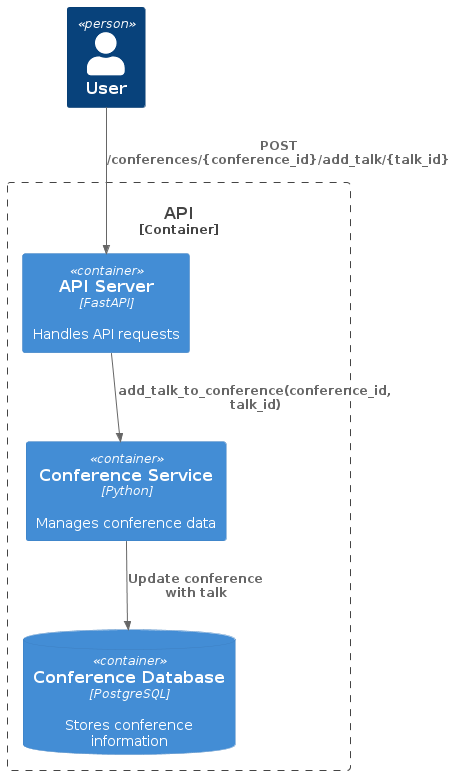 «person»
User
POST
/conferences/{conference_id}/add_talk/{talk_id}
API
[Container]
«container»
API Server
[FastAPI]
Handles API requests
add_talk_to_conference(conference_id,
talk_id)
«container»
Conference Service
[Python]
Manages conference data
Update conference
with talk
«container»
Conference Database
[PostgreSQL]
Stores conference
information